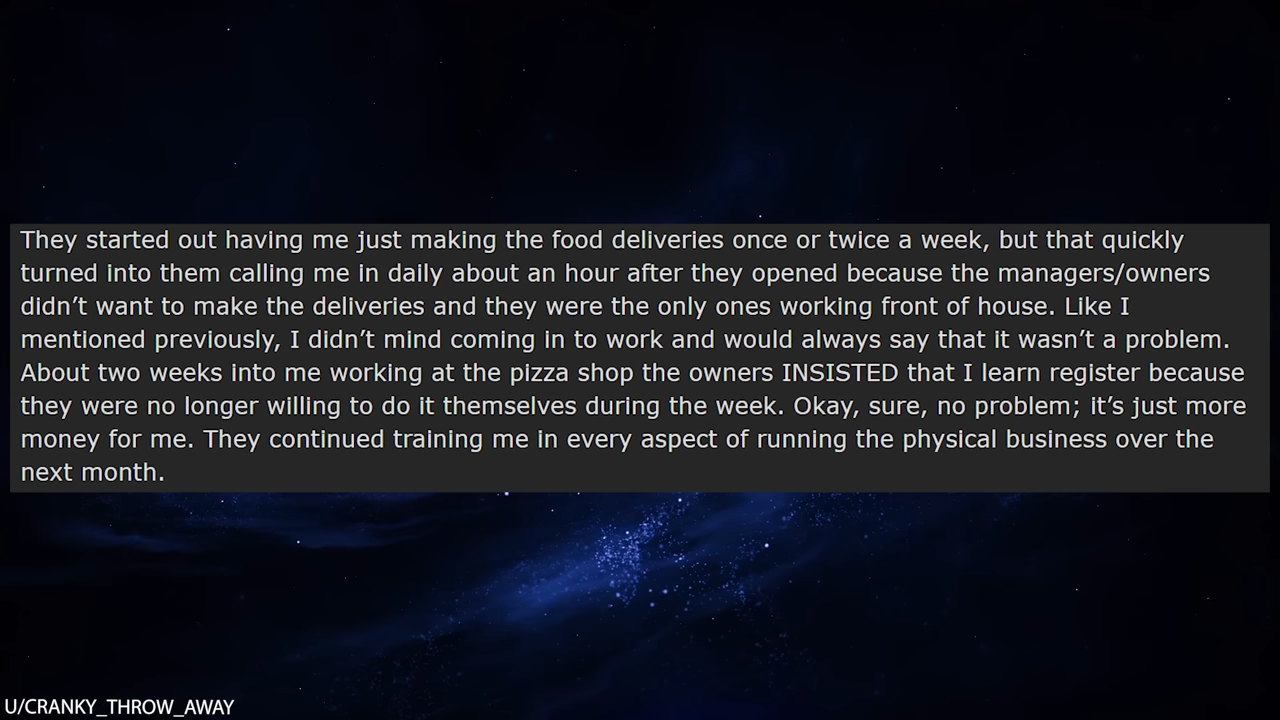 They started out having me just making the food deliveries once or twice a week, but that quickly
turned into them calling me in daily about an hour after they opened because the managers/owners
didn’t want to make the deliveries and they were the only ones working front of house. Like I
mentioned previously, I didn’t mind coming in to work and would always say that it wasn’t a problem.
About two weeks into me working at the pizza shop the owners INSISTED that I learn register because
they were no longer willing to do it themselves during the week. Okay, sure, no problem; it’s just more
money for me. They continued training me in every aspect of running the physical business over the
next month.
U/CRANKY_THROW_AWAY